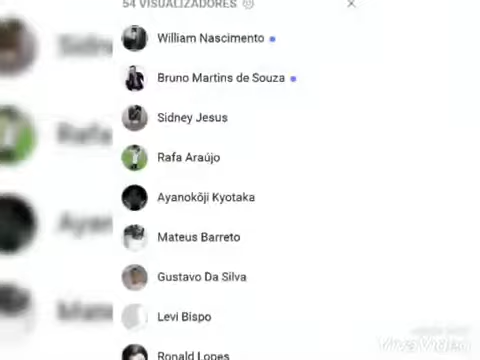 54 VISUALIZADORES
William Nascimento
Bruno Martins de Souza
Sidney Jesus
Rafa Araújo
Ayanokōji Kyotaka
Mateus Barreto
Gustavo Da Silva
Levi Bispo
Ronald Lopes
VivaVideo